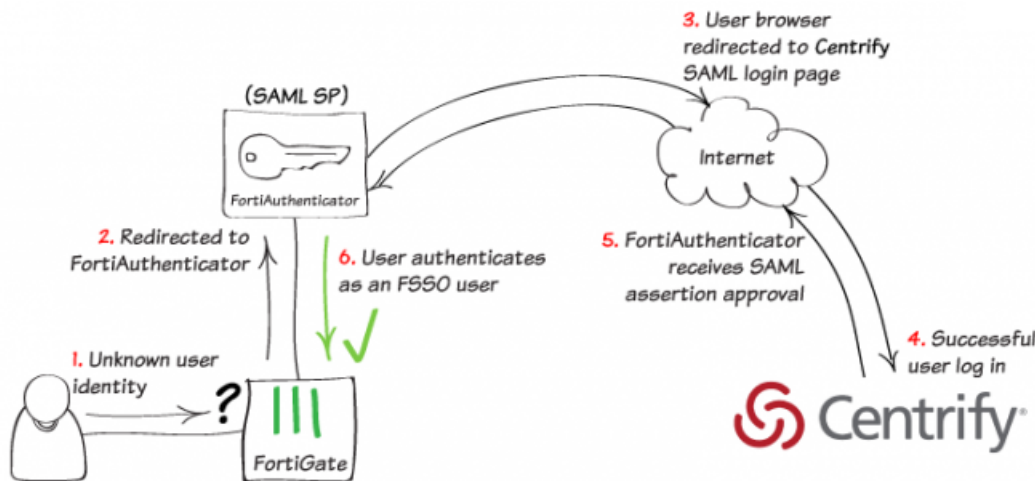 3. User browser
redirected to Centrify
SAML login page
(SAML SP)
FortiAuthenticator
Internet
2. Redirected to
FortiAuthenticator
6. User authenticates
as an FSSO user
5. FortiAuthenticator
receives SAML
assertion approval
1. Unknown user
identity
?
FortiGate
4. Successful
user log in
Centrify®